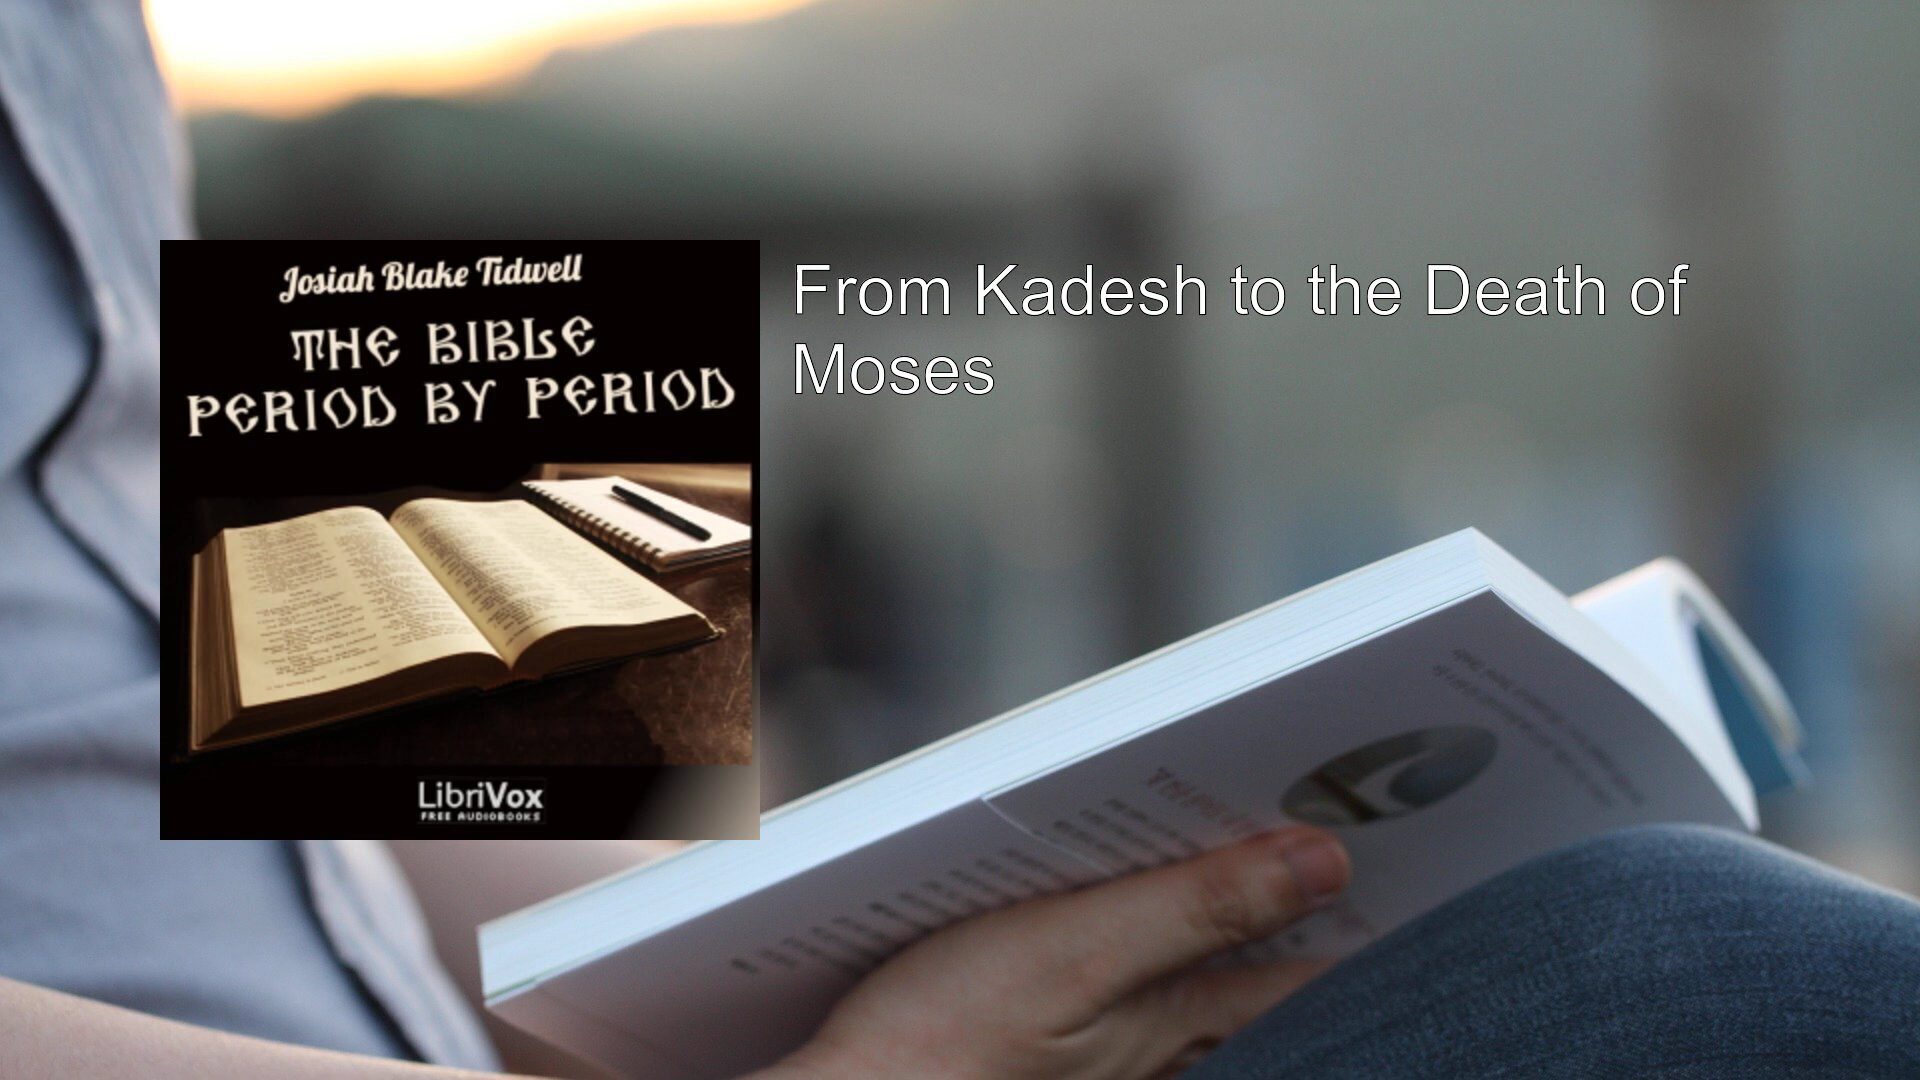 Josiah Blake Tidwell
THE BIBLE
PERIOD BY PERIOD
LibriVox
FREE AUDIOBOOKS
From Kadesh to the Death of
Moses